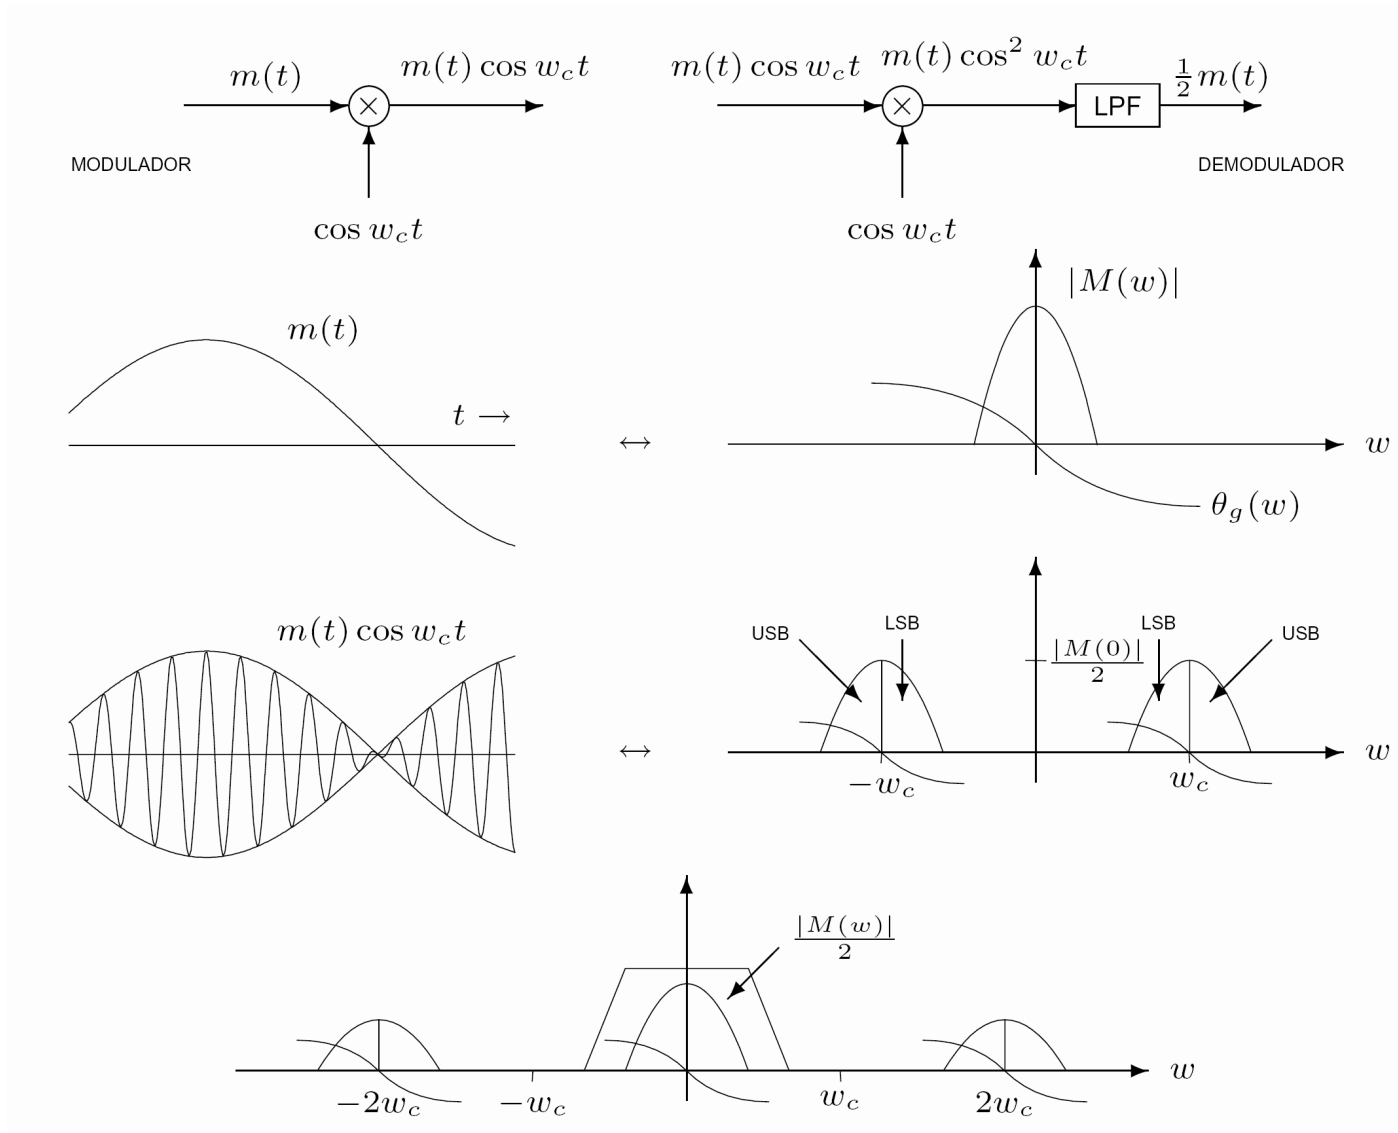 m(t)
m(t) cos w_c t
m(t) cos w_c t
m(t) cos² w_c t
LPF
½m(t)
MODULADOR
DEMODULADOR
cos w_c t
cos w_c t
m(t)
|M(w)|
t →
↔
w
θ_g(w)
m(t) cos w_c t
USB
LSB
|M(0)|/2
LSB
USB
↔
w
−w_c
w_c
|M(w)|/2
w
−2w_c
−w_c
w_c
2w_c